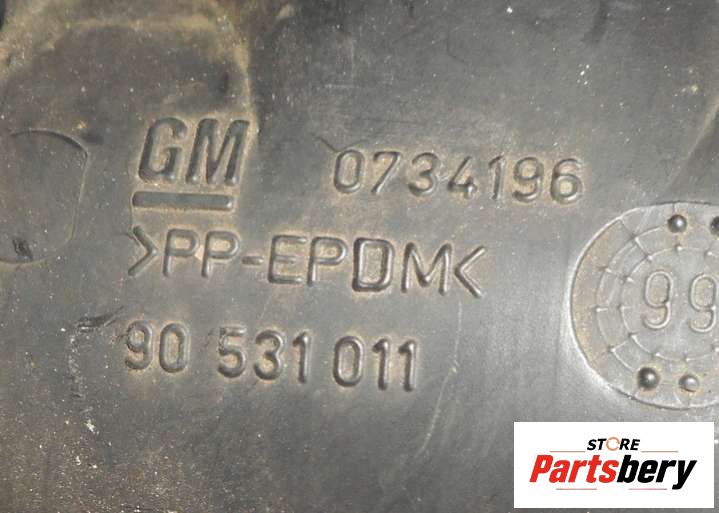 GM 0734196
>PP-EPDM<
99
90 531 011
STORE
Partsbery